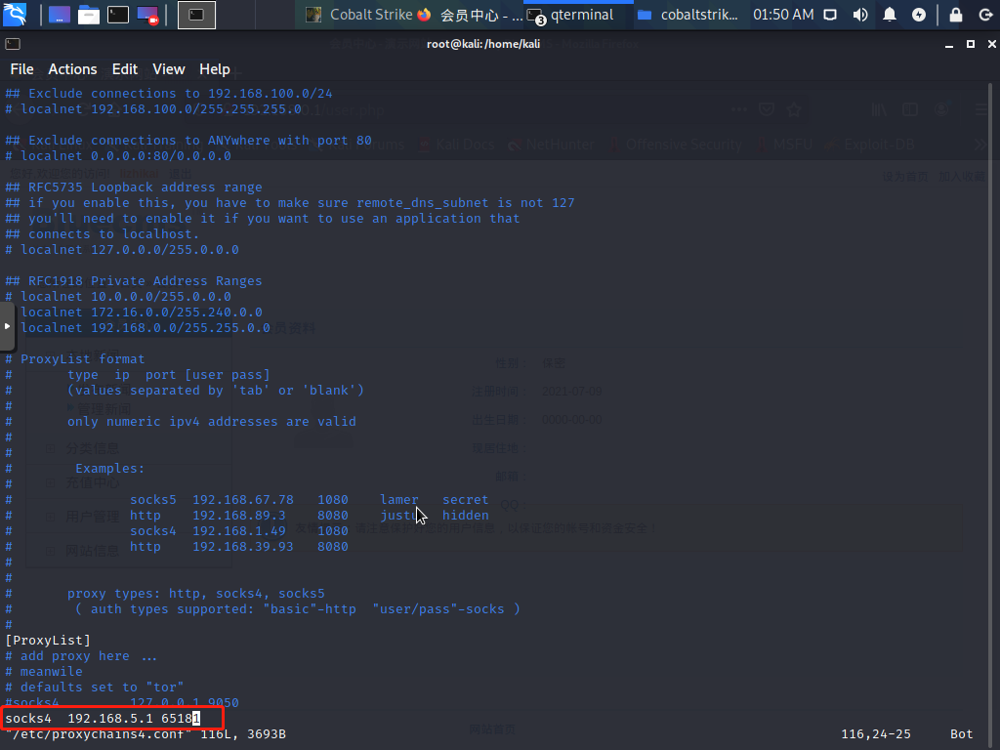 Cobalt Strike
会员中心 - ...
3
qterminal
cobaltstrik...
01:50 AM
root@kali: /home/kali
File Actions Edit View Help
## Exclude connections to 192.168.100.0/24
# localnet 192.168.100.0/255.255.255.0
## Exclude connections to ANYwhere with port 80
# localnet 0.0.0.0:80/0.0.0.0
## RFC5735 Loopback address range
## if you enable this, you have to make sure remote_dns_subnet is not 127
## you'll need to enable it if you want to use an application that
## connects to localhost.
# localnet 127.0.0.0/255.0.0.0
## RFC1918 Private Address Ranges
# localnet 10.0.0.0/255.0.0.0
localnet 172.16.0.0/255.240.0.0
localnet 192.168.0.0/255.255.0.0
# ProxyList format
# type ip port [user pass]
# (values separated by 'tab' or 'blank')
#
# only numeric ipv4 addresses are valid
#
#
# Examples:
#
# socks5 192.168.67.78 1080 lamer secret
# http 192.168.89.3 8080 justu hidden
# socks4 192.168.1.49 1080
# http 192.168.39.93 8080
#
#
# proxy types: http, socks4, socks5
# ( auth types supported: "basic"-http "user/pass"-socks )
#
[ProxyList]
# add proxy here ...
# meanwile
# defaults set to "tor"
#socks4 127.0.0.1 9050
socks4 192.168.5.1 65181
"/etc/proxychains4.conf" 116L, 3693B 116,24-25 Bot